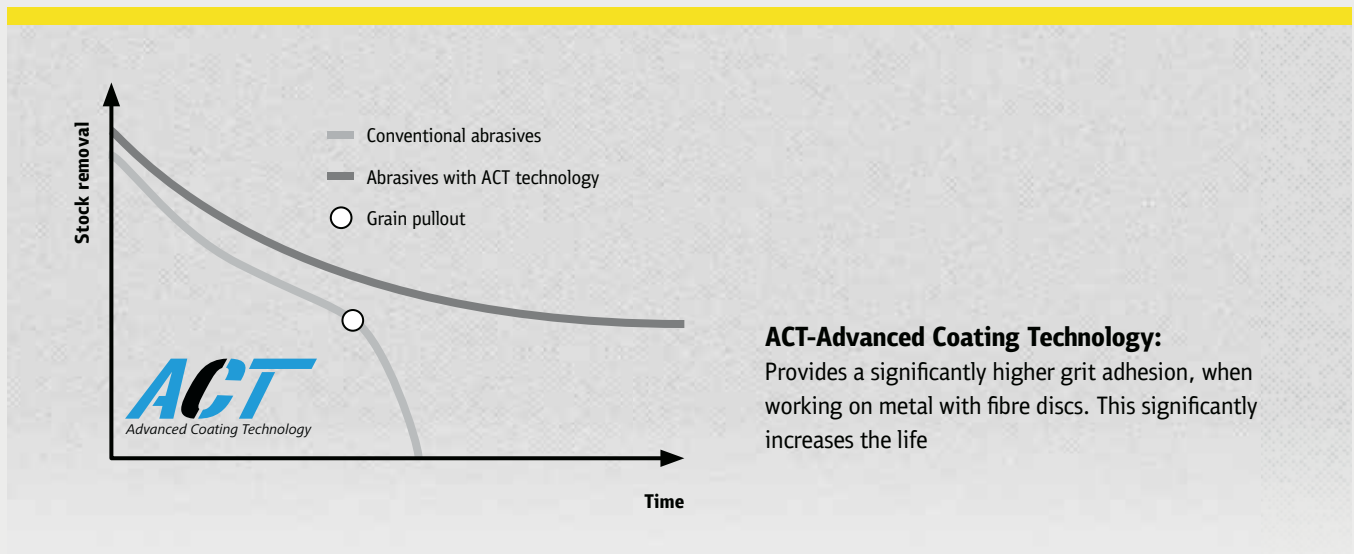 Stock removal
Conventional abrasives
Abrasives with ACT technology
Grain pullout
ACT
Advanced Coating Technology
Time
ACT-Advanced Coating Technology:
Provides a significantly higher grit adhesion, when
working on metal with fibre discs. This significantly
increases the life